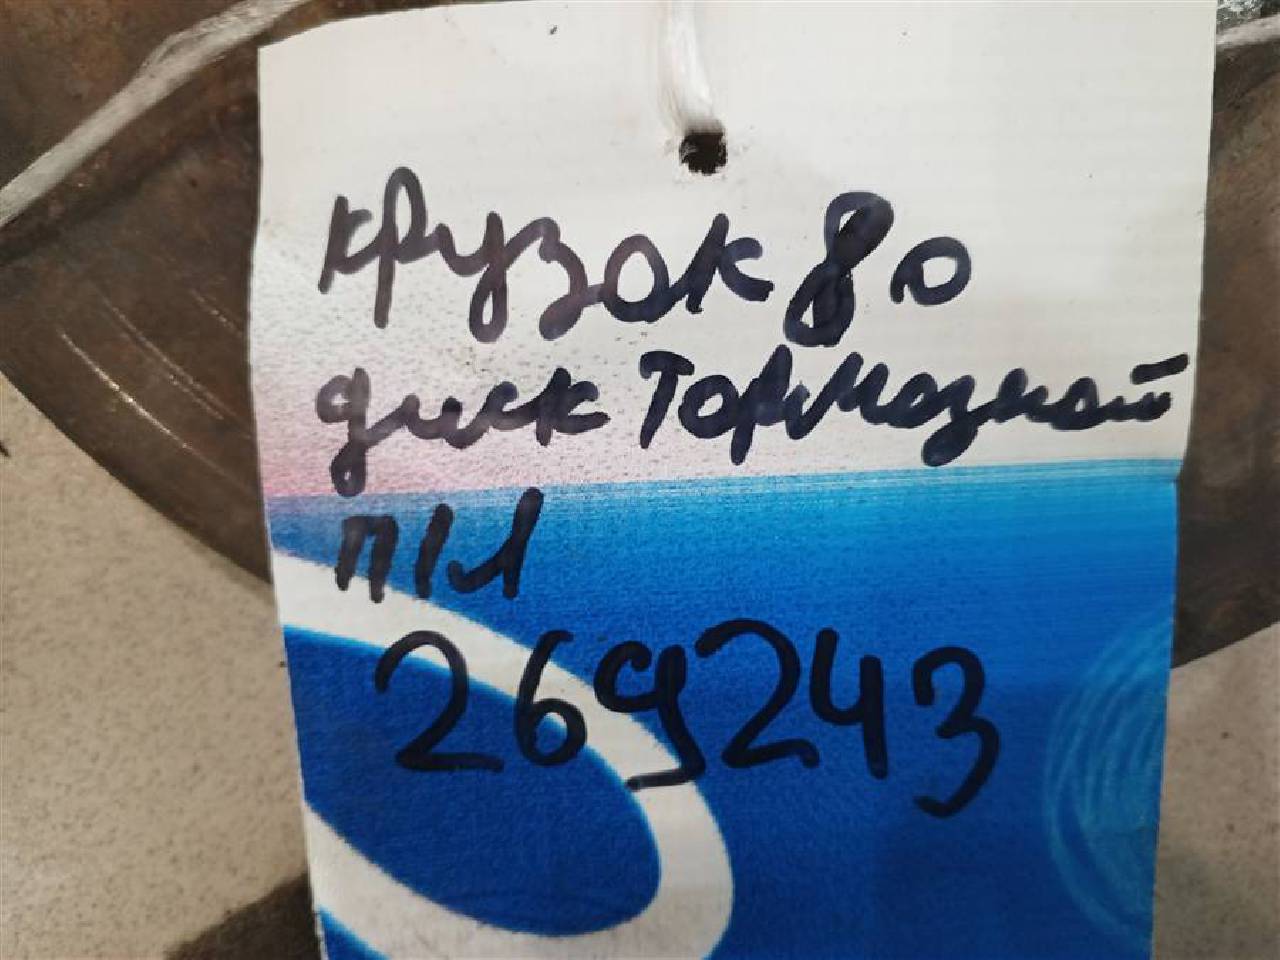 крузак 80
диск тормозной
п/л
269243